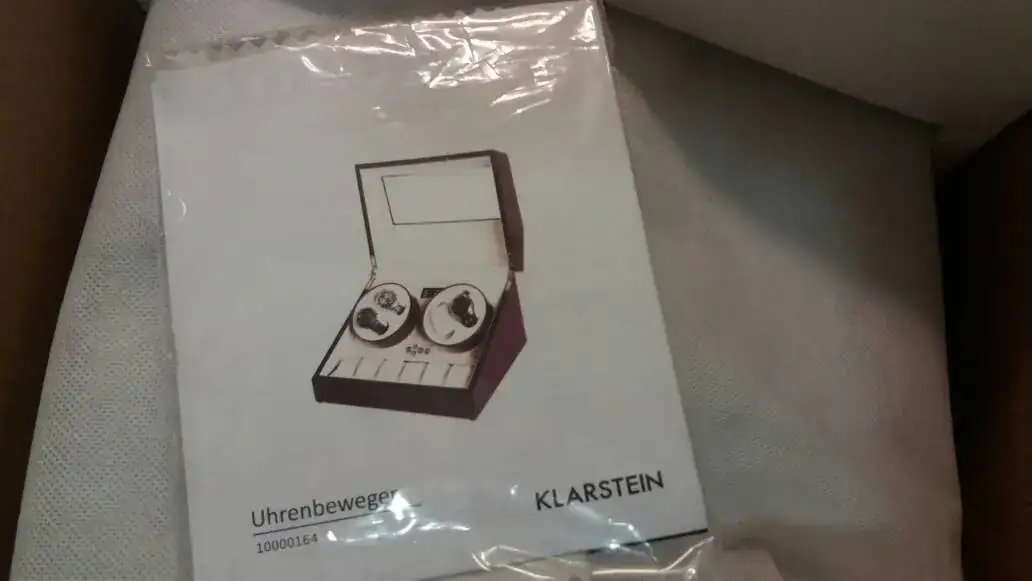 Uhrenbeweger
10000164
KLARSTEIN